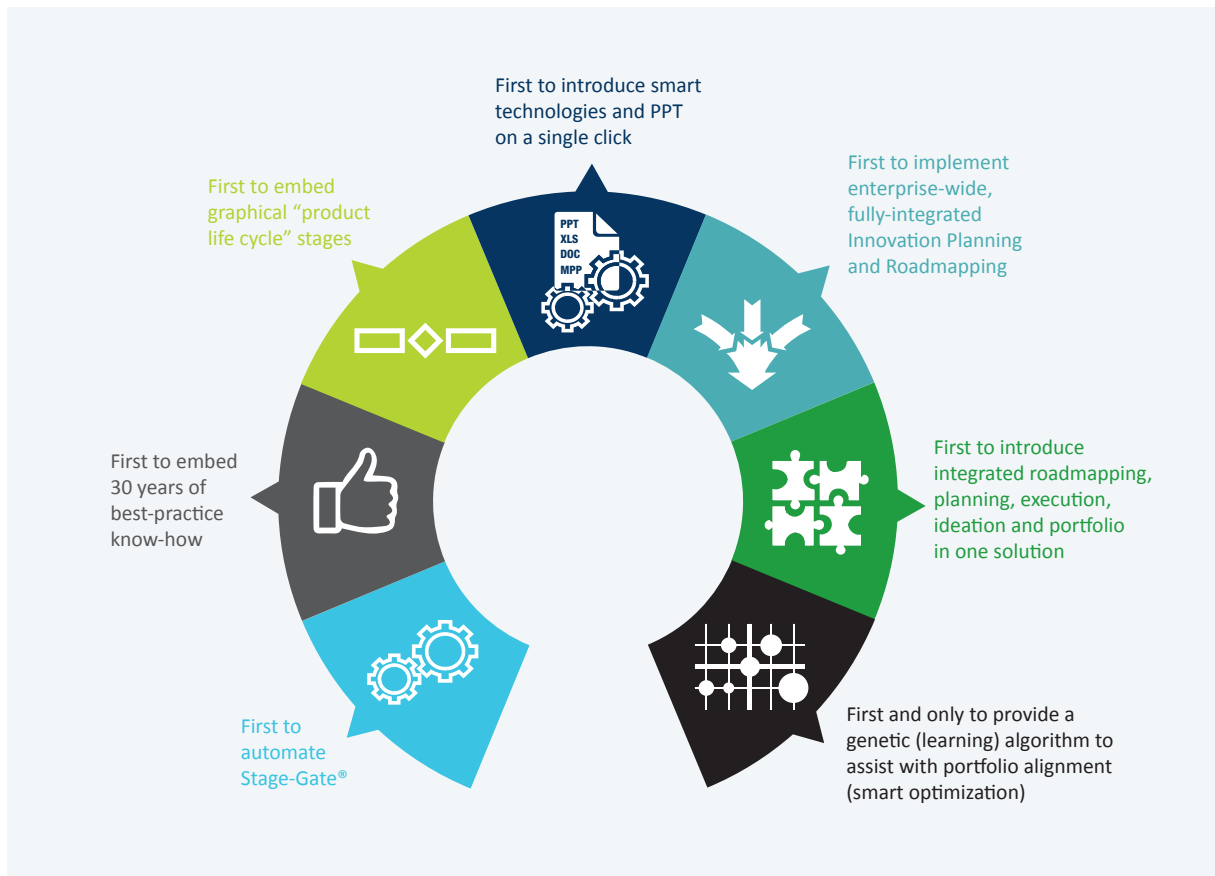 First to introduce smart
technologies and PPT
on a single click
First to implement
enterprise-wide,
fully-integrated
Innovation Planning
and Roadmapping
First to embed
graphical “product
life cycle” stages
PPT
XLS
DOC
MPP
First to introduce
integrated roadmapping,
planning, execution,
ideation and portfolio
in one solution
First to embed
30 years of
best-practice
know-how
First and only to provide a
genetic (learning) algorithm to
assist with portfolio alignment
(smart optimization)
First to
automate
Stage-Gate®